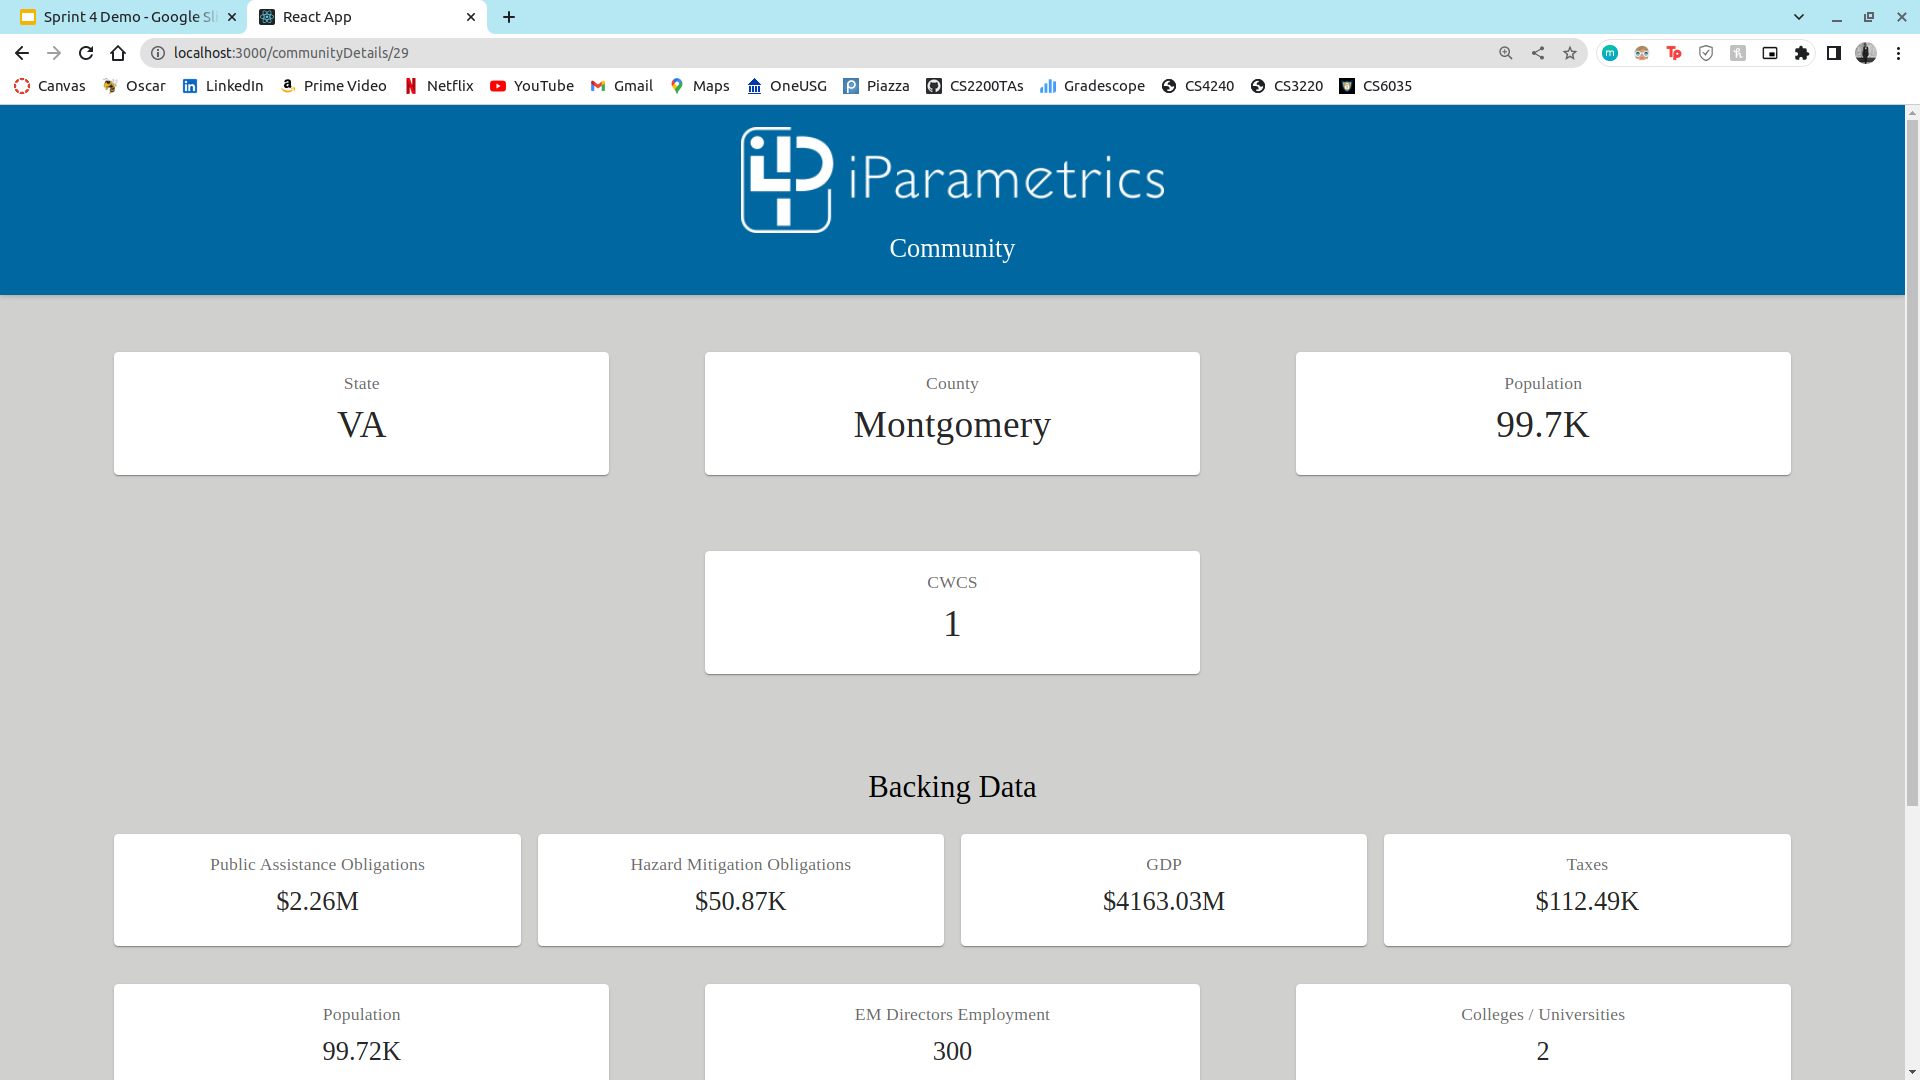 Sprint 4 Demo - Google Sli
React App
localhost:3000/communityDetails/29
Canvas
Oscar
LinkedIn
Prime Video
Netflix
YouTube
Gmail
Maps
OneUSG
Piazza
CS2200TAs
Gradescope
CS4240
CS3220
CS6035
iParametrics
Community
State
VA
County
Montgomery
Population
99.7K
CWCS
1
Backing Data
Public Assistance Obligations
$2.26M
Hazard Mitigation Obligations
$50.87K
GDP
$4163.03M
Taxes
$112.49K
Population
99.72K
EM Directors Employment
300
Colleges / Universities
2